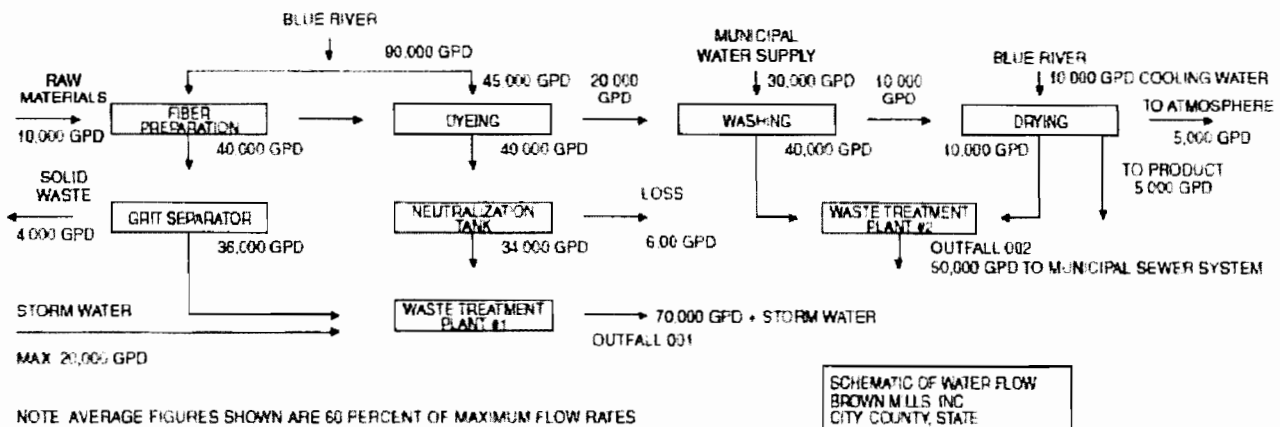 BLUE RIVER
90,000 GPD
MUNICIPAL
WATER SUPPLY
BLUE RIVER
RAW
MATERIALS
45,000 GPD
20,000
GPD
30,000 GPD
10,000
GPD
10,000 GPD COOLING WATER
TO ATMOSPHERE
FIBER
PREPARATION
DYEING
WASHING
DRYING
10,000 GPD
40,000 GPD
40,000 GPD
40,000 GPD
10,000 GPD
5,000 GPD
SOLID
WASTE
LOSS
TO PRODUCT
5,000 GPD
GRIT SEPARATOR
NEUTRALIZATION
TANK
WASTE TREATMENT
PLANT #2
4,000 GPD
36,000 GPD
34,000 GPD
6,00 GPD
OUTFALL 002
50,000 GPD TO MUNICIPAL SEWER SYSTEM
STORM WATER
WASTE TREATMENT
PLANT #1
70,000 GPD + STORM WATER
OUTFALL 001
MAX 20,000 GPD
SCHEMATIC OF WATER FLOW
BROWN MILLS INC
CITY COUNTY, STATE
NOTE AVERAGE FIGURES SHOWN ARE 60 PERCENT OF MAXIMUM FLOW RATES